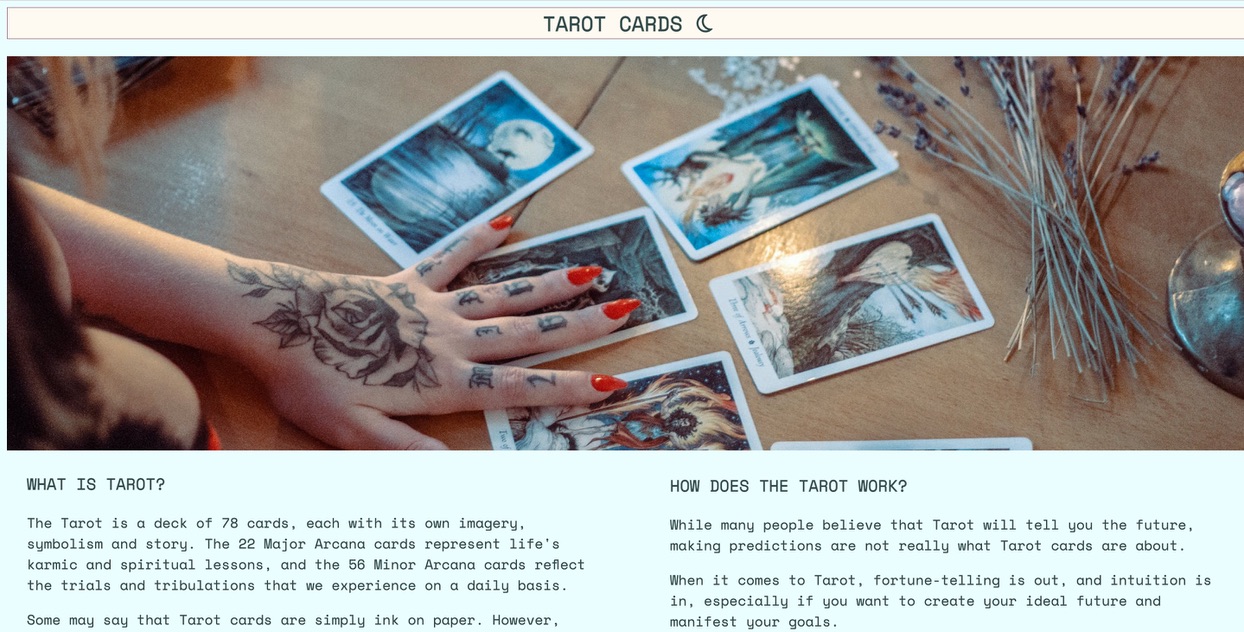 TAROT CARDS
WHAT IS TAROT?
The Tarot is a deck of 78 cards, each with its own imagery,
symbolism and story. The 22 Major Arcana cards represent life's
karmic and spiritual lessons, and the 56 Minor Arcana cards reflect
the trials and tribulations that we experience on a daily basis.
Some may say that Tarot cards are simply ink on paper. However,
HOW DOES THE TAROT WORK?
While many people believe that Tarot will tell you the future,
making predictions are not really what Tarot cards are about.
When it comes to Tarot, fortune-telling is out, and intuition is
in, especially if you want to create your ideal future and
manifest your goals.